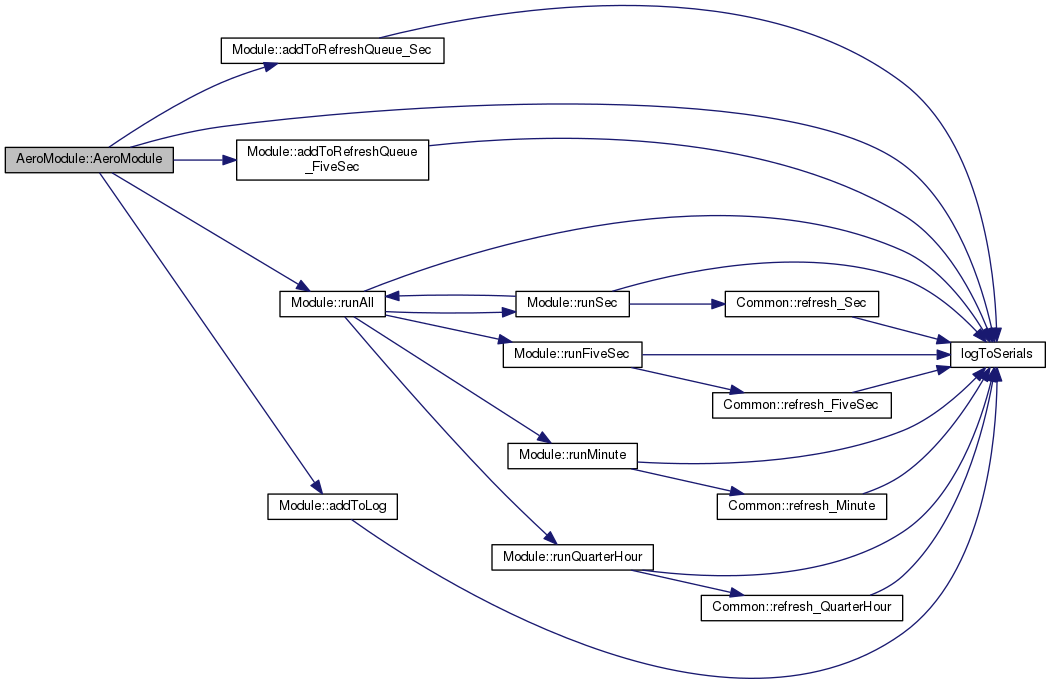 Module::addToRefreshQueue_Sec
AeroModule::AeroModule
Module::addToRefreshQueue
_FiveSec
Module::runAll
Module::runSec
Common::refresh_Sec
Module::runFiveSec
logToSerials
Common::refresh_FiveSec
Module::runMinute
Module::addToLog
Common::refresh_Minute
Module::runQuarterHour
Common::refresh_QuarterHour